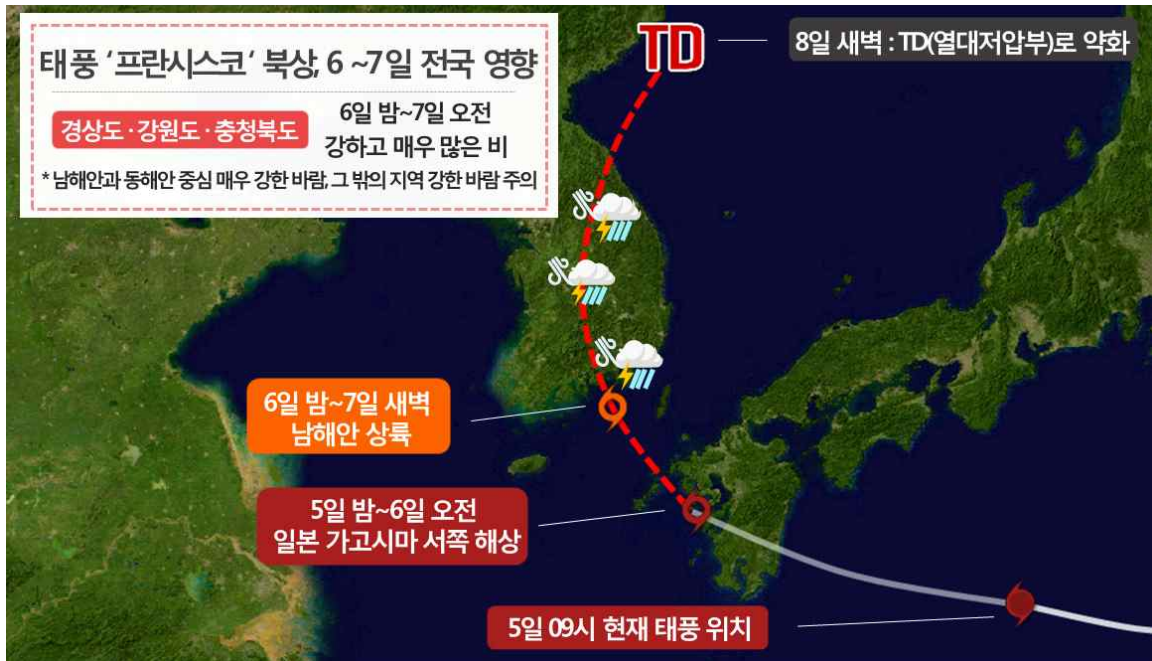 태풍 '프란시스코' 북상, 6 ~7일 전국 영향
경상도·강원도·충청북도
6일 밤~7일 오전
강하고 매우 많은 비
* 남해안과 동해안 중심 매우 강한 바람, 그 밖의 지역 강한 바람 주의
TD
8일 새벽 : TD(열대저압부)로 약화
6일 밤~7일 새벽
남해안 상륙
5일 밤~6일 오전
일본 가고시마 서쪽 해상
5일 09시 현재 태풍 위치